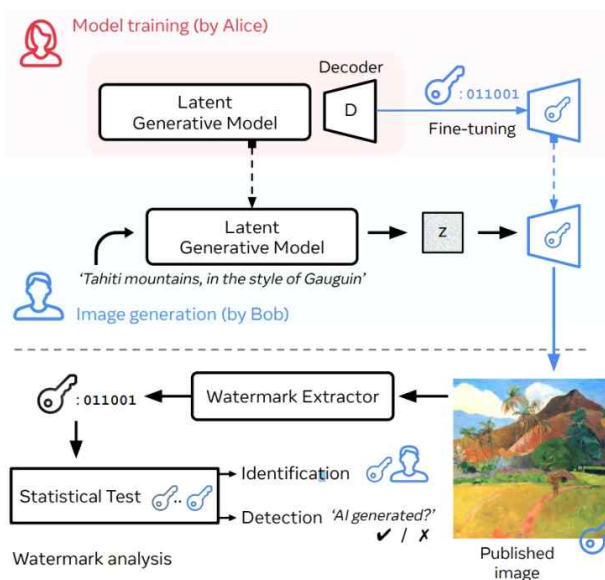 Model training (by Alice)
Decoder
Latent
Generative Model
D
: 011001
Fine-tuning
Latent
Generative Model
z
'Tahiti mountains, in the style of Gauguin'
Image generation (by Bob)
: 011001
Watermark Extractor
Statistical Test
..
Identification
Detection
'AI generated?'
✔ / ✗
Watermark analysis
Published
image